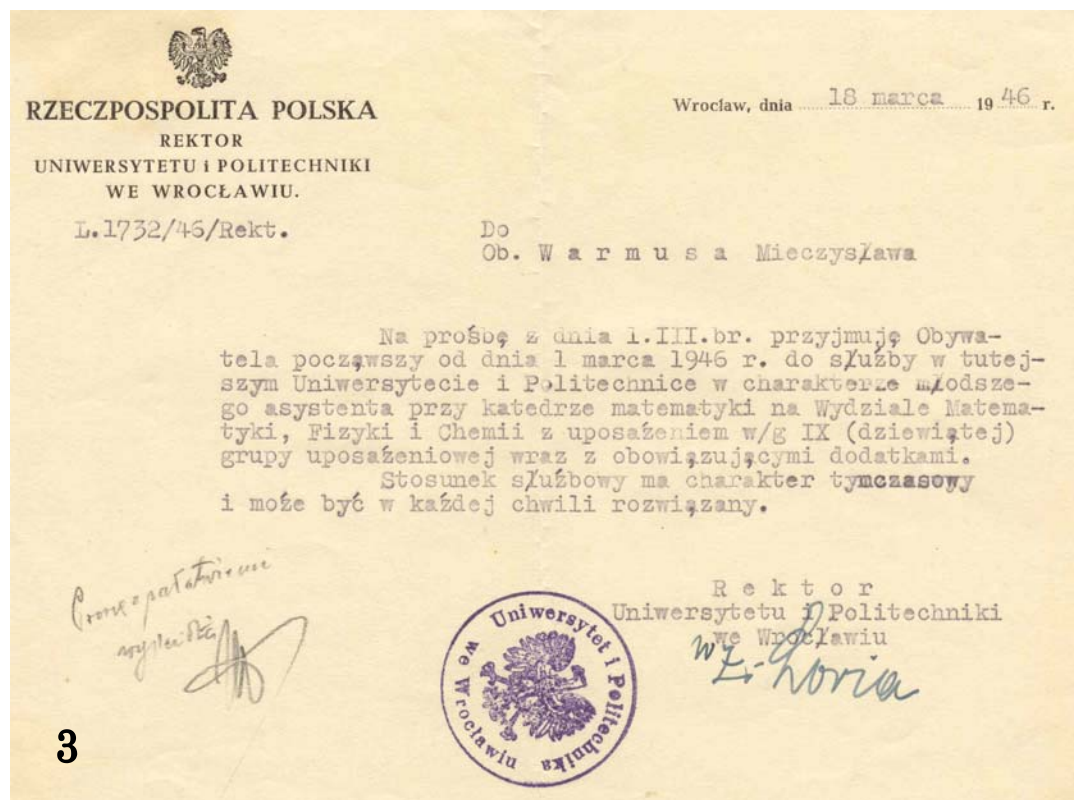 RZECZPOSPOLITA POLSKA
REKTOR
UNIWERSYTETU i POLITECHNIKI
WE WROCŁAWIU.
L.1732/46/Rekt.
Wrocław, dnia 18 marca 1946 r.
Do
Ob. W a r m u s a Mieczysława
Na prośbę z dnia 1.III.br. przyjmuję Obywa-
tela począwszy od dnia 1 marca 1946 r. do służby w tutej-
szym Uniwersytecie i Politechnice w charakterze młodsze-
go asystenta przy katedrze matematyki na Wydziale Matema-
tyki, Fizyki i Chemii z uposażeniem w/g IX (dziewiątej)
grupy uposażeniowej wraz z obowiązującymi dodatkami.
Stosunek służbowy ma charakter tymczasowy
i może być w każdej chwili rozwiązany.
R e k t o r
Uniwersytetu i Politechniki
we Wrocławiu
wz. Loria
Uniwersytet i Politechnika
we Wrocławiu
3